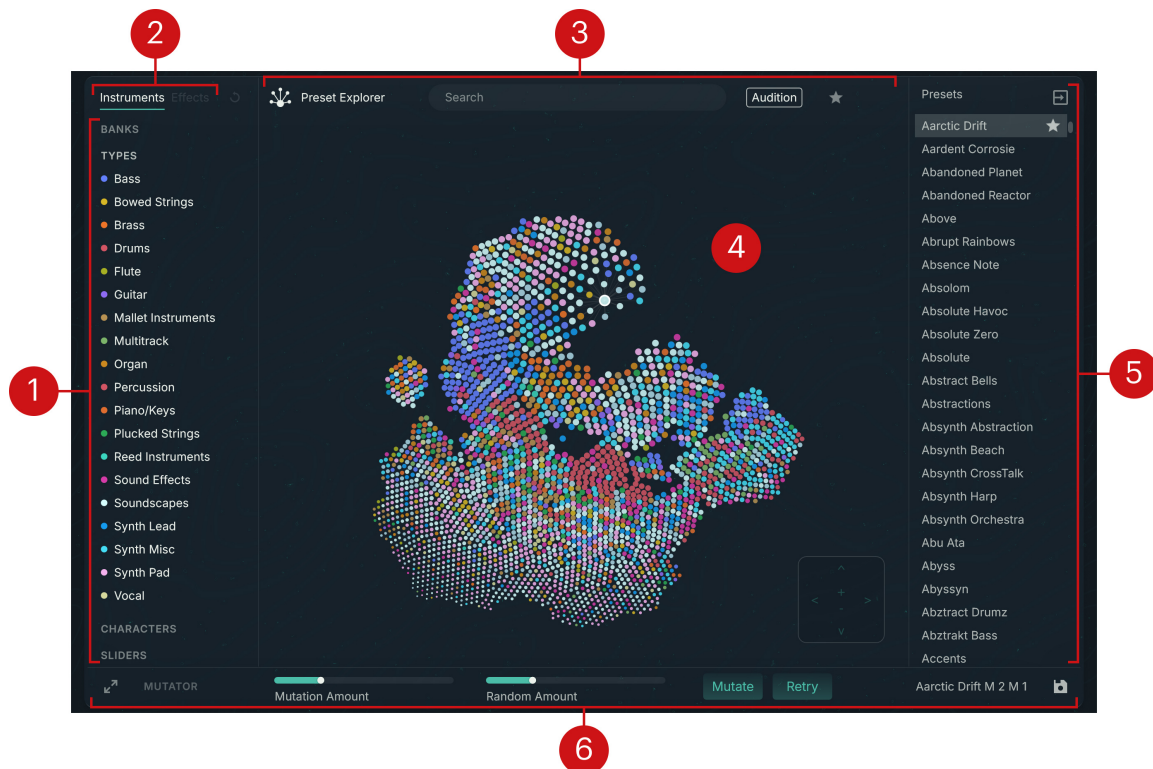 2
3
Instruments Effects
Preset Explorer
Search
Audition
Presets
BANKS
TYPES
Bass
Bowed Strings
Brass
Drums
Flute
Guitar
Mallet Instruments
Multitrack
Organ
Percussion
Piano/Keys
Plucked Strings
Reed Instruments
Sound Effects
Soundscapes
Synth Lead
Synth Misc
Synth Pad
Vocal
CHARACTERS
SLIDERS
1
4
Aarctic Drift
Aardent Corrosie
Abandoned Planet
Abandoned Reactor
Above
Abrupt Rainbows
Absence Note
Absolom
Absolute Havoc
Absolute Zero
Absolute
Abstract Bells
Abstractions
Absynth Abstraction
Absynth Beach
Absynth CrossTalk
Absynth Harp
Absynth Orchestra
Abu Ata
Abyss
Abyssyn
Abztract Drumz
Abztrakt Bass
Accents
5
MUTATOR
Mutation Amount
Random Amount
Mutate
Retry
Aarctic Drift M 2 M 1
6